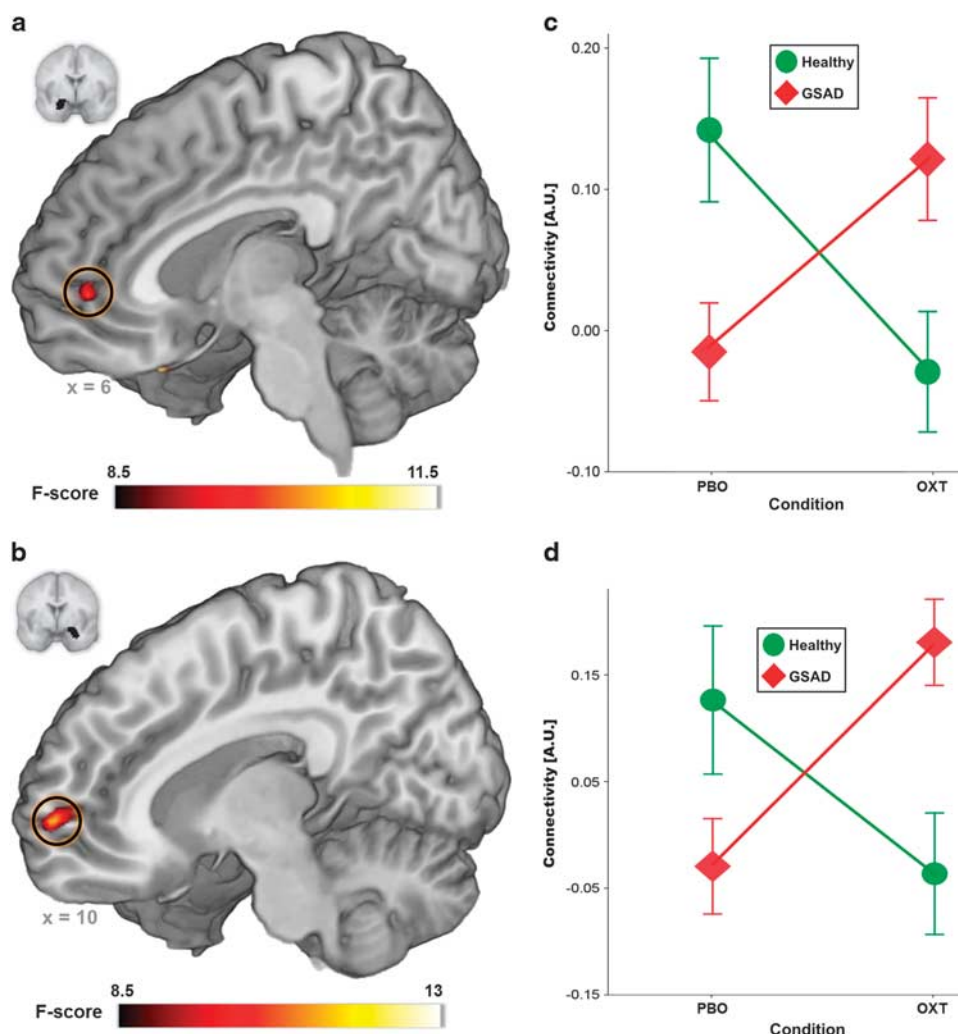 a
x = 6
8.5
11.5
F-score
b
x = 10
8.5
13
F-score
c
0.20
0.10
0.00
-0.10
Connectivity [A.U.]
Healthy
GSAD
PBO
OXT
Condition
d
0.15
0.05
-0.05
-0.15
Connectivity [A.U.]
Healthy
GSAD
PBO
OXT
Condition